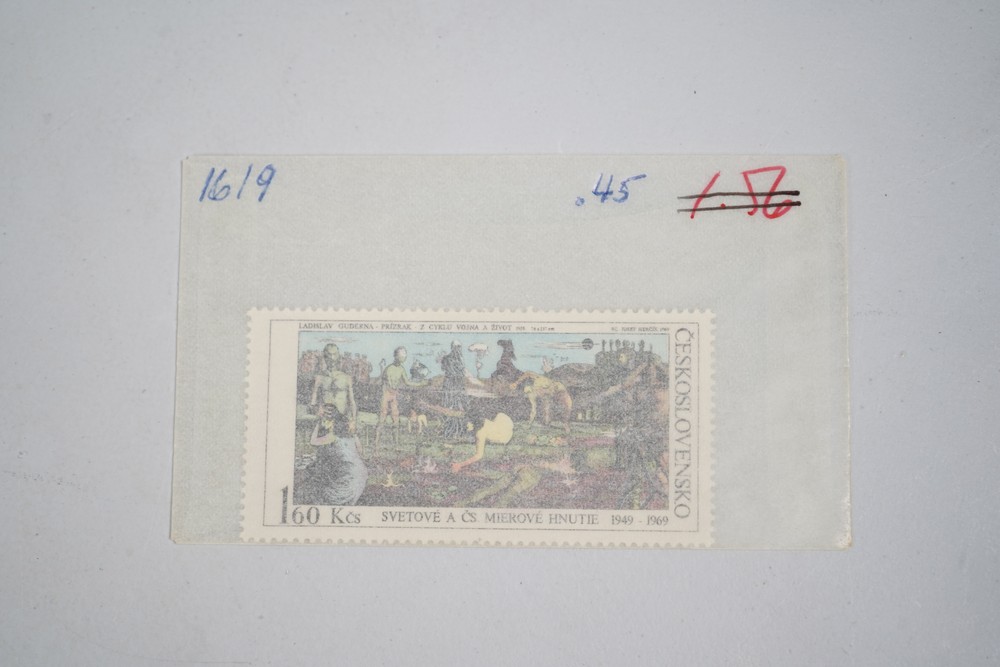 1619 .45 1.56
LADISLAV GUDERNA - PRÍZRAK - Z CYKLU VOJNA A ŽIVOT
ČESKOSLOVENSKO
1 60 Kčs SVETOVÉ A ČS. MIEROVÉ HNUTIE 1949 - 1969